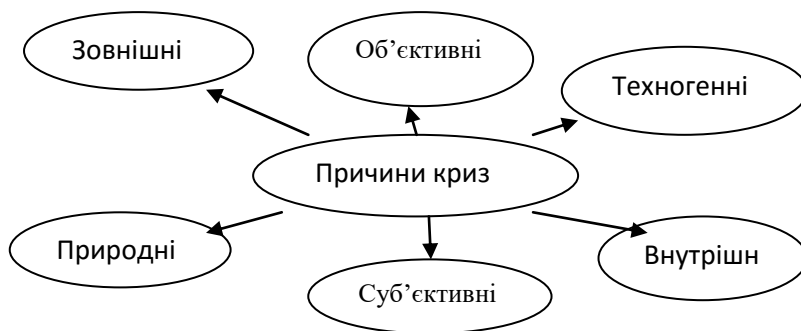 Зовнішні
Об’єктивні
Техногенні
Причини криз
Природні
Суб’єктивні
Внутрішн